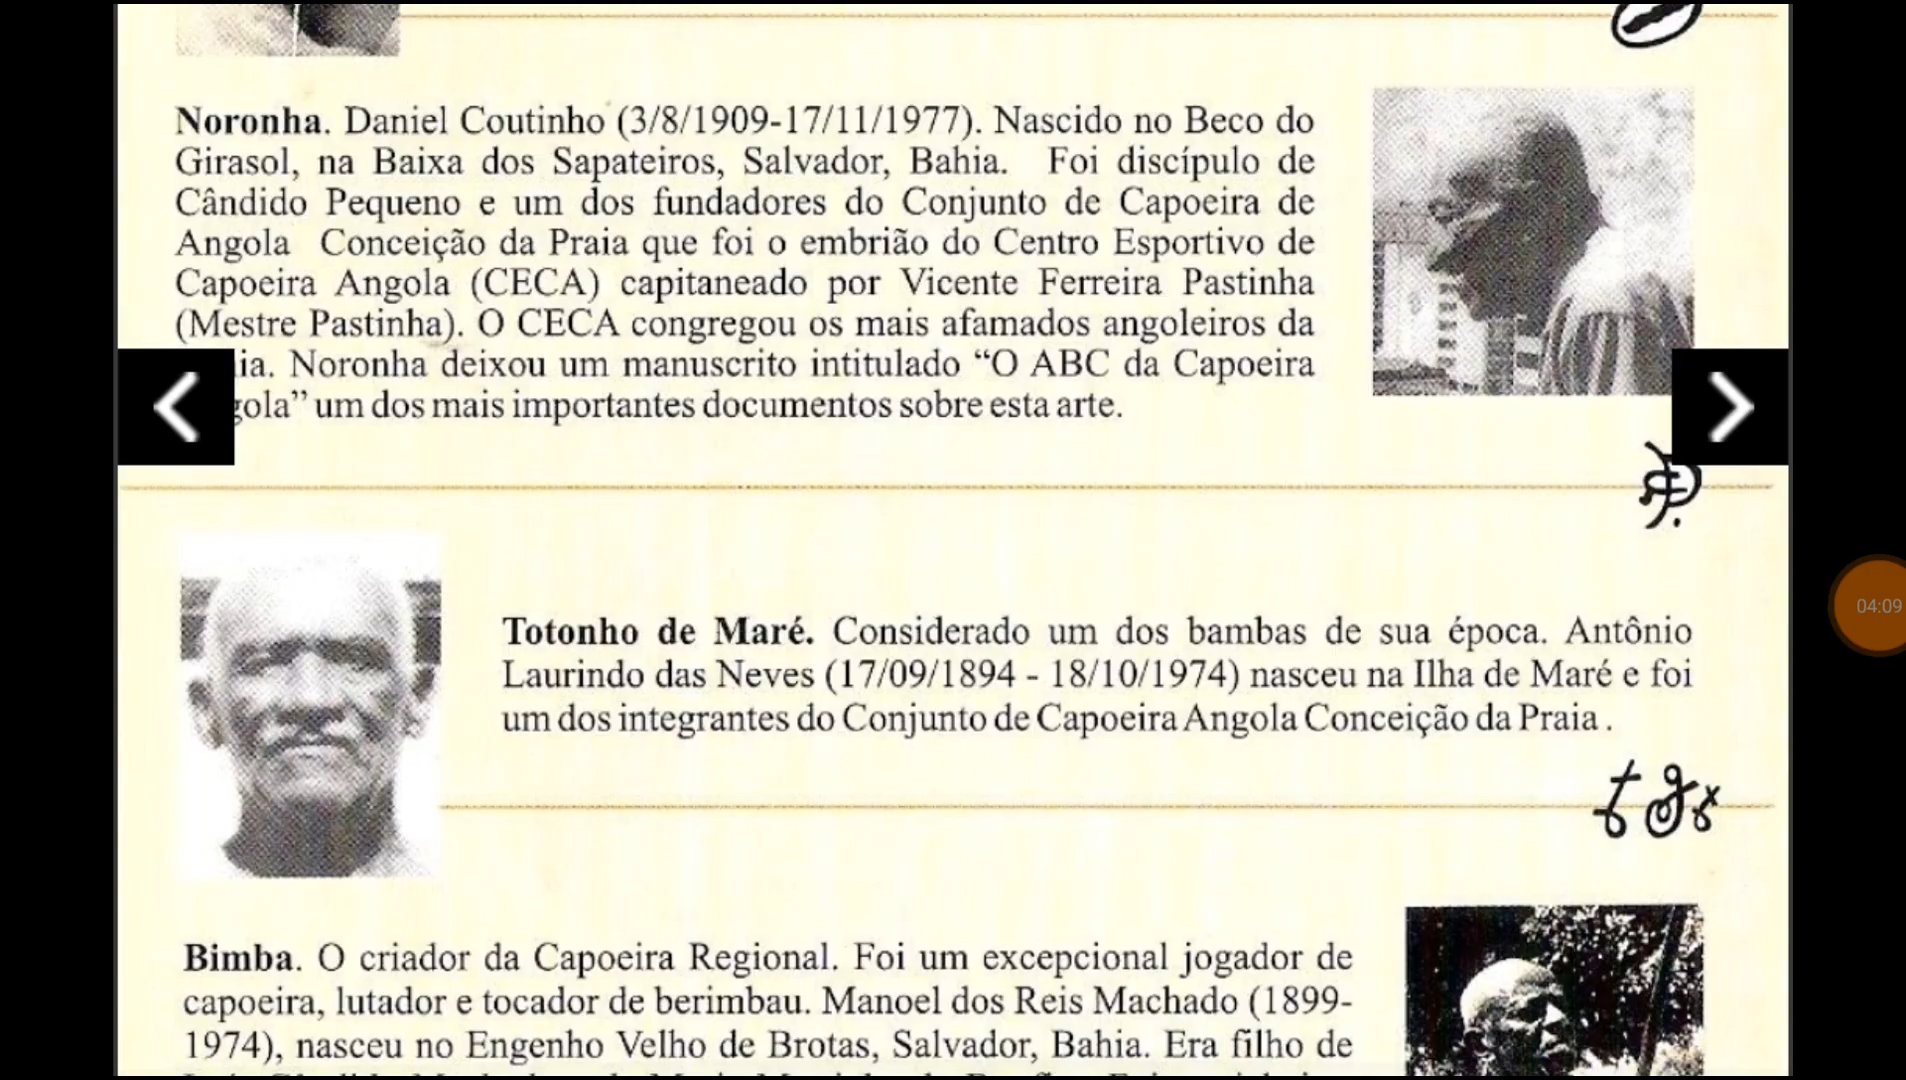 Noronha. Daniel Coutinho (3/8/1909-17/11/1977). Nascido no Beco do
Girasol, na Baixa dos Sapateiros, Salvador, Bahia. Foi discípulo de
Cândido Pequeno e um dos fundadores do Conjunto de Capoeira de
Angola Conceição da Praia que foi o embrião do Centro Esportivo de
Capoeira Angola (CECA) capitaneado por Vicente Ferreira Pastinha
(Mestre Pastinha). O CECA congregou os mais afamados angoleiros da
ia. Noronha deixou um manuscrito intitulado “O ABC da Capoeira
gola” um dos mais importantes documentos sobre esta arte.
04:09
Totonho de Maré. Considerado um dos bambas de sua época. Antônio
Laurindo das Neves (17/09/1894 - 18/10/1974) nasceu na Ilha de Maré e foi
um dos integrantes do Conjunto de Capoeira Angola Conceição da Praia .
Bimba. O criador da Capoeira Regional. Foi um excepcional jogador de
capoeira, lutador e tocador de berimbau. Manoel dos Reis Machado (1899-
1974), nasceu no Engenho Velho de Brotas, Salvador, Bahia. Era filho de